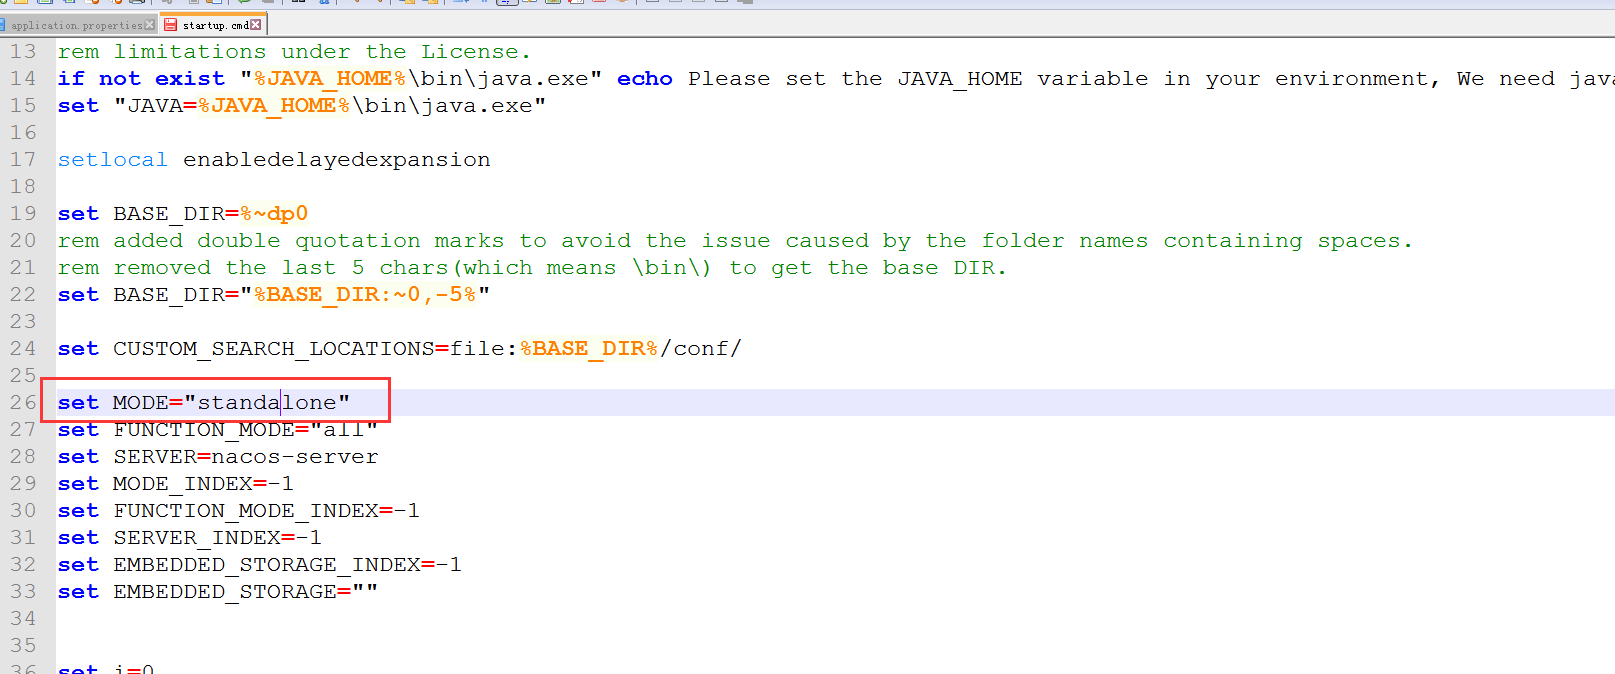 application.properties startup.cmd
13 rem limitations under the License.
14 if not exist "%JAVA_HOME%\bin\java.exe" echo Please set the JAVA_HOME variable in your environment, We need java
15 set "JAVA=%JAVA_HOME%\bin\java.exe"
16
17 setlocal enabledelayedexpansion
18
19 set BASE_DIR=%~dp0
20 rem added double quotation marks to avoid the issue caused by the folder names containing spaces.
21 rem removed the last 5 chars(which means \bin\) to get the base DIR.
22 set BASE_DIR="%BASE_DIR:~0,-5%"
23
24 set CUSTOM_SEARCH_LOCATIONS=file:%BASE_DIR%/conf/
25
26 set MODE="standalone"
27 set FUNCTION_MODE="all"
28 set SERVER=nacos-server
29 set MODE_INDEX=-1
30 set FUNCTION_MODE_INDEX=-1
31 set SERVER_INDEX=-1
32 set EMBEDDED_STORAGE_INDEX=-1
33 set EMBEDDED_STORAGE=""
34
35
36 set i=0